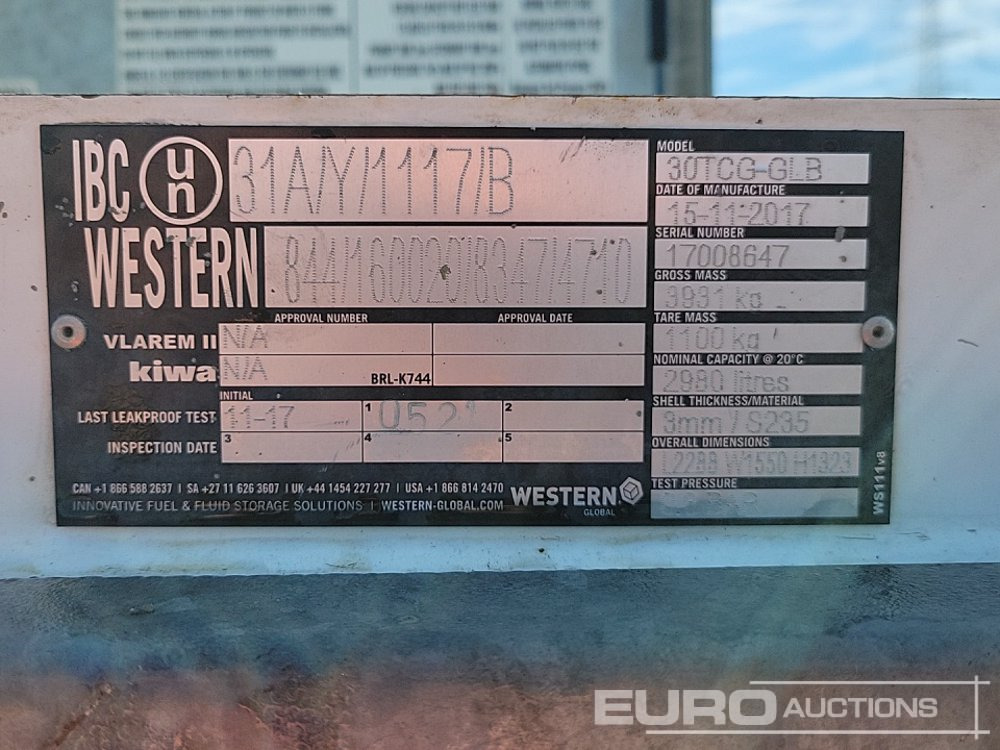 IBC un 31A/Y/1117/B
WESTERN 844/16002078347/4710
APPROVAL NUMBER APPROVAL DATE
VLAREM II N/A
kiwa N/A BRL-K744
INITIAL 1 2
LAST LEAKPROOF TEST 11-17
INSPECTION DATE 3 4 5
CAN +1 866 588 2637 | SA +27 11 626 3607 | UK +44 1454 227 277 | USA +1 866 814 2470
INNOVATIVE FUEL & FLUID STORAGE SOLUTIONS | WESTERN-GLOBAL.COM
WESTERN
GLOBAL
MODEL
30TCG-GLB
DATE OF MANUFACTURE
15-11-2017
SERIAL NUMBER
17008647
GROSS MASS
3931 kg
TARE MASS
1100 kg
NOMINAL CAPACITY @ 20°C
2980 litres
SHELL THICKNESS/MATERIAL
3mm / S235
OVERALL DIMENSIONS
L2288 W1550 H1323
TEST PRESSURE
WS111v8
EURO AUCTIONS